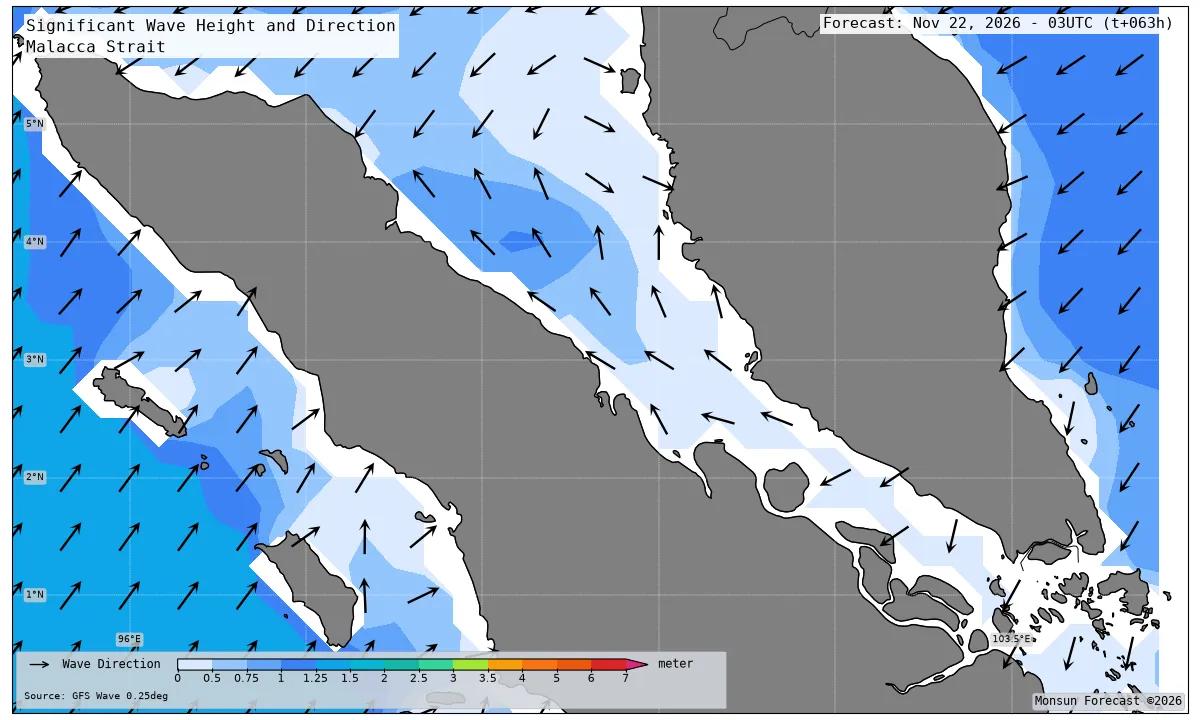 Significant Wave Height and Direction
Malacca Strait
Forecast: Nov 22, 2026 - 03UTC (t+063h)
5°N
4°N
3°N
2°N
1°N
96°E
103.5°E
Wave Direction
meter
0 0.5 0.75 1 1.25 1.5 2 2.5 3 3.5 4 5 6 7
Source: GFS Wave 0.25deg
Monsun Forecast ©2026